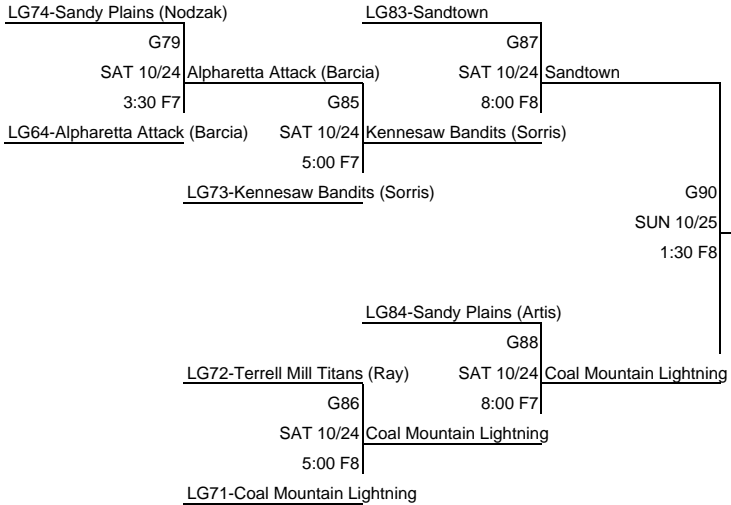 LG74-Sandy Plains (Nodzak) LG83-Sandtown
G79 G87
SAT 10/24 Alpharetta Attack (Barcia) SAT 10/24 Sandtown
3:30 F7 G85 8:00 F8
LG64-Alpharetta Attack (Barcia) SAT 10/24 Kennesaw Bandits (Sorris)
5:00 F7
LG73-Kennesaw Bandits (Sorris) G90
SUN 10/25
1:30 F8
LG84-Sandy Plains (Artis)
G88
LG72-Terrell Mill Titans (Ray) SAT 10/24 Coal Mountain Lightning
G86 8:00 F7
SAT 10/24 Coal Mountain Lightning
5:00 F8
LG71-Coal Mountain Lightning